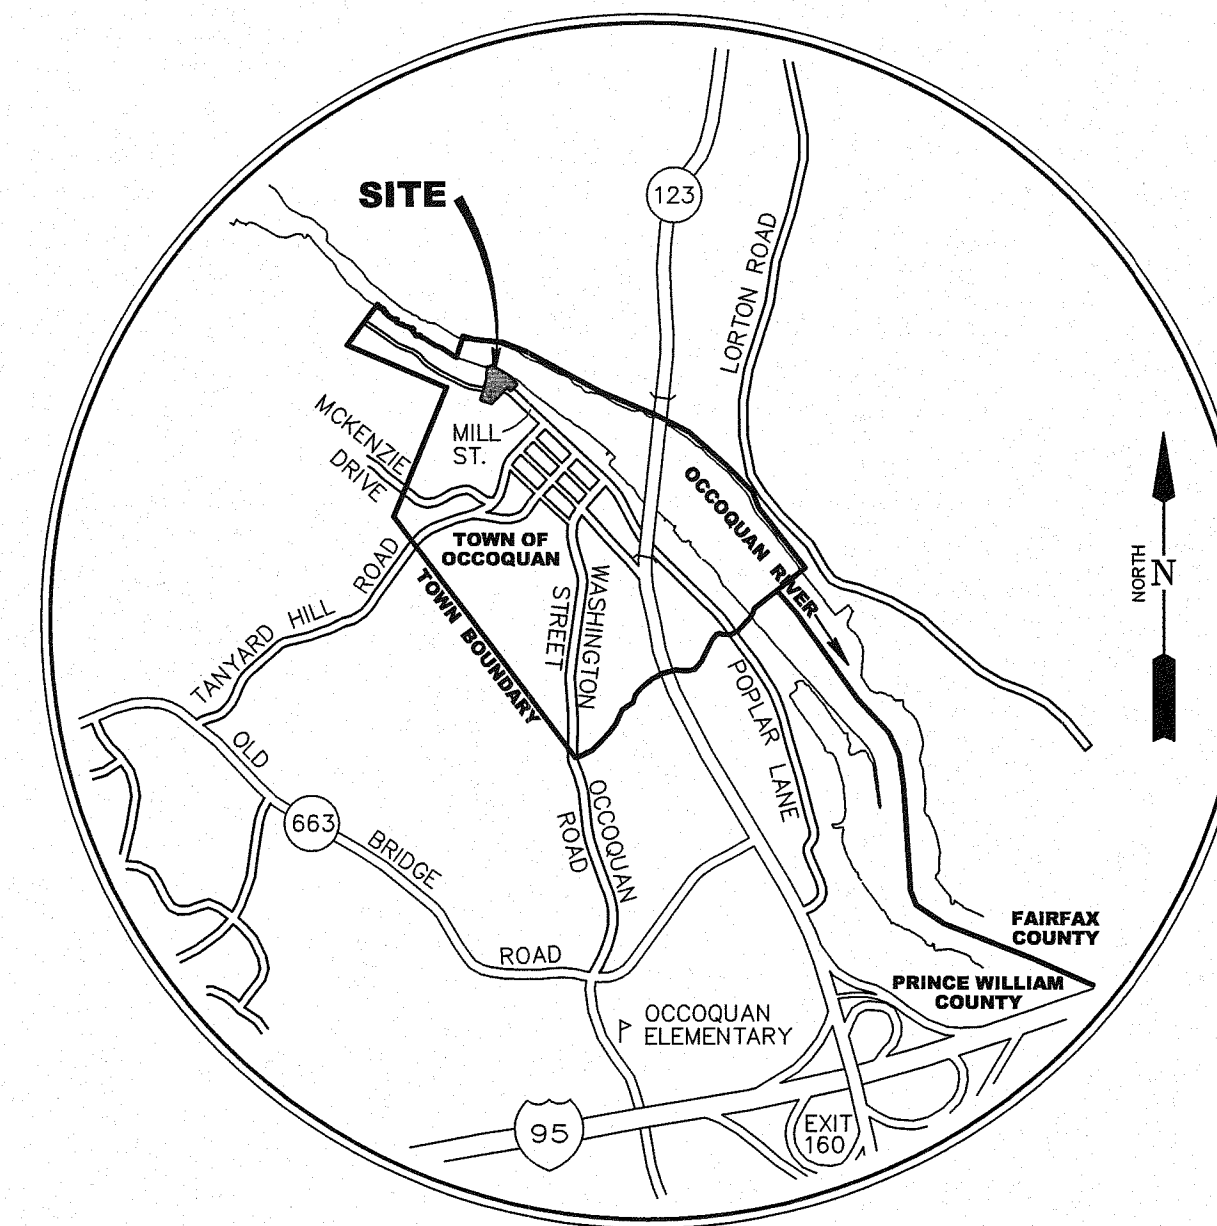 123
SITE
LORTON ROAD
MCKENZIE
DRIVE
MILL
ST.
OCCOQUAN RIVER
TOWN OF
OCCOQUAN
NORTH
N
TANYARD HILL ROAD
TOWN BOUNDARY
WASHINGTON
STREET
POPLAR LANE
OLD
663
BRIDGE
ROAD
OCCOQUAN
ROAD
FAIRFAX
COUNTY
PRINCE WILLIAM
COUNTY
OCCOQUAN
ELEMENTARY
95
EXIT
160